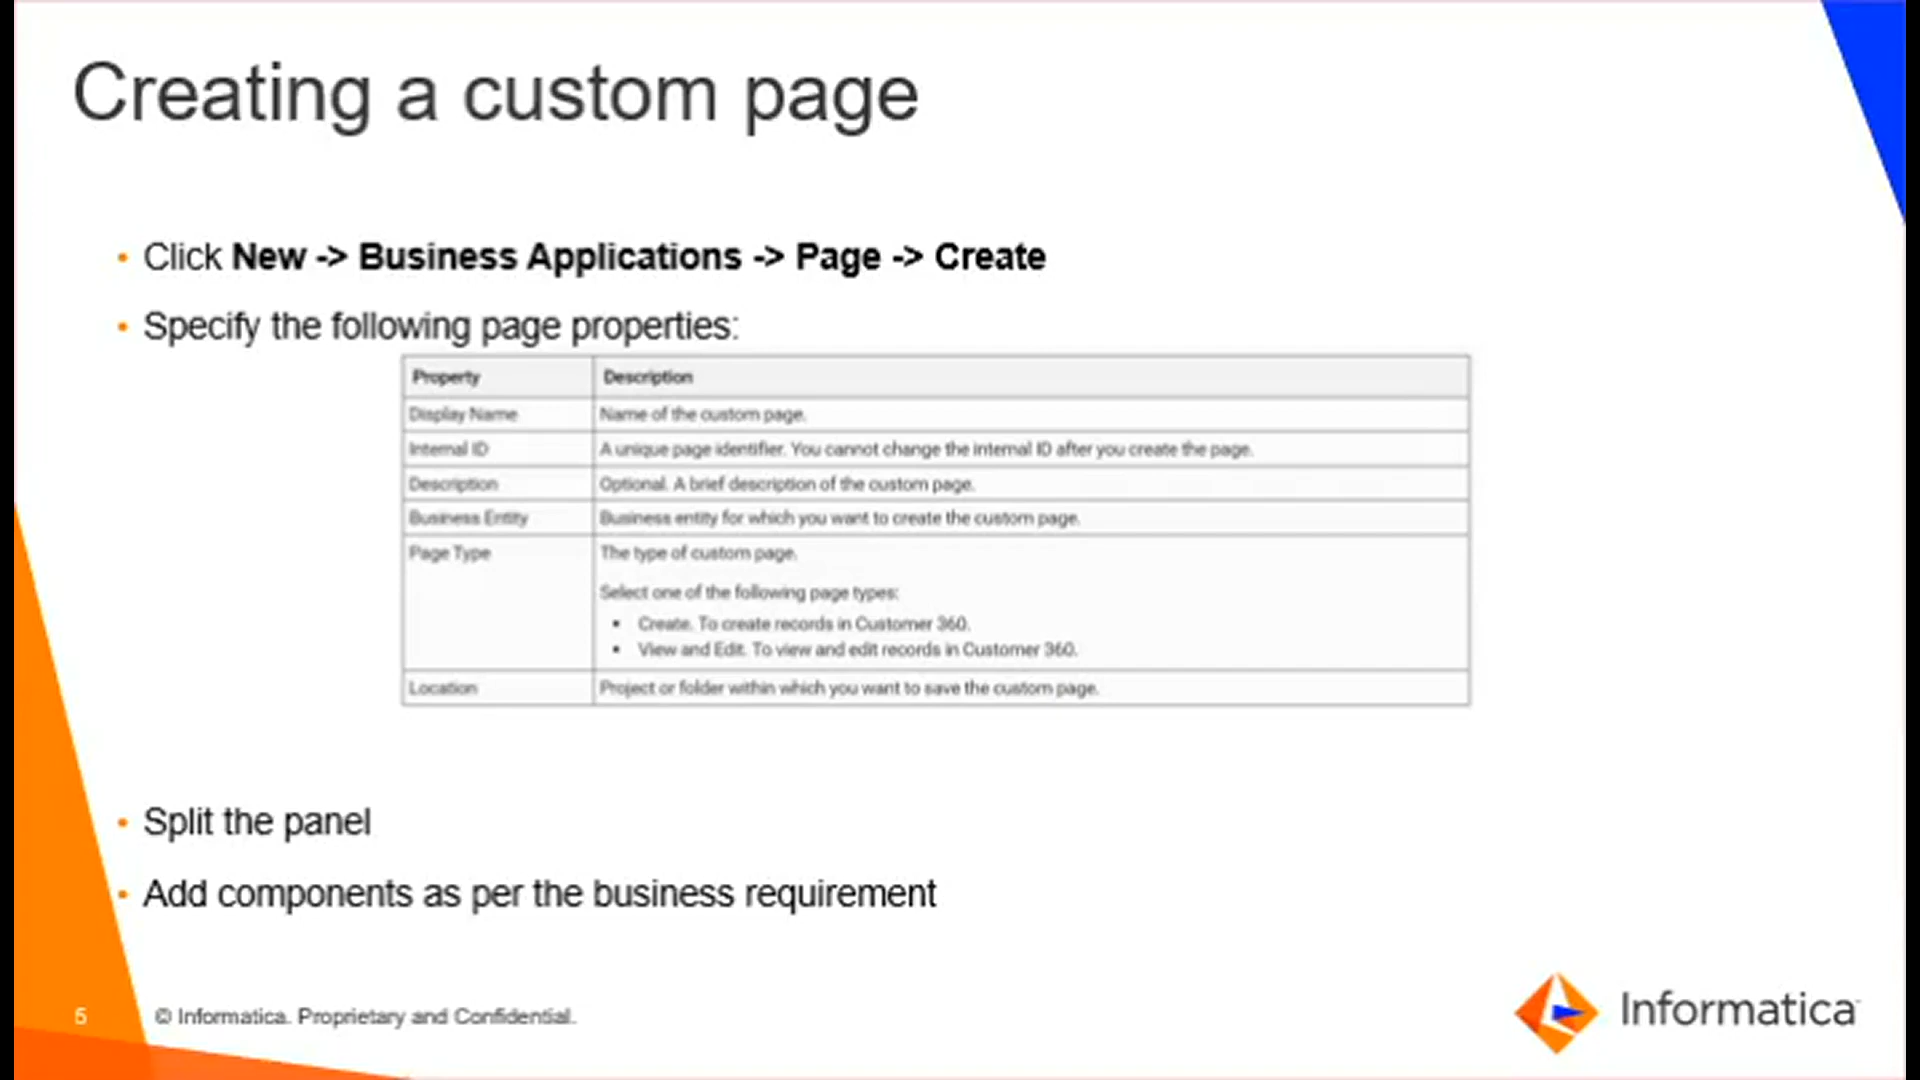 Creating a custom page
• Click New -> Business Applications -> Page -> Create
• Specify the following page properties:
Property Description
Display Name Name of the custom page.
Internal ID A unique page identifier. You cannot change the internal ID after you create the page.
Description Optional. A brief description of the custom page.
Business Entity Business entity for which you want to create the custom page.
Page Type The type of custom page.
Select one of the following page types:
• Create. To create records in Customer 360.
• View and Edit. To view and edit records in Customer 360.
Location Project or folder within which you want to save the custom page.
• Split the panel
• Add components as per the business requirement
5 © Informatica. Proprietary and Confidential.
Informatica